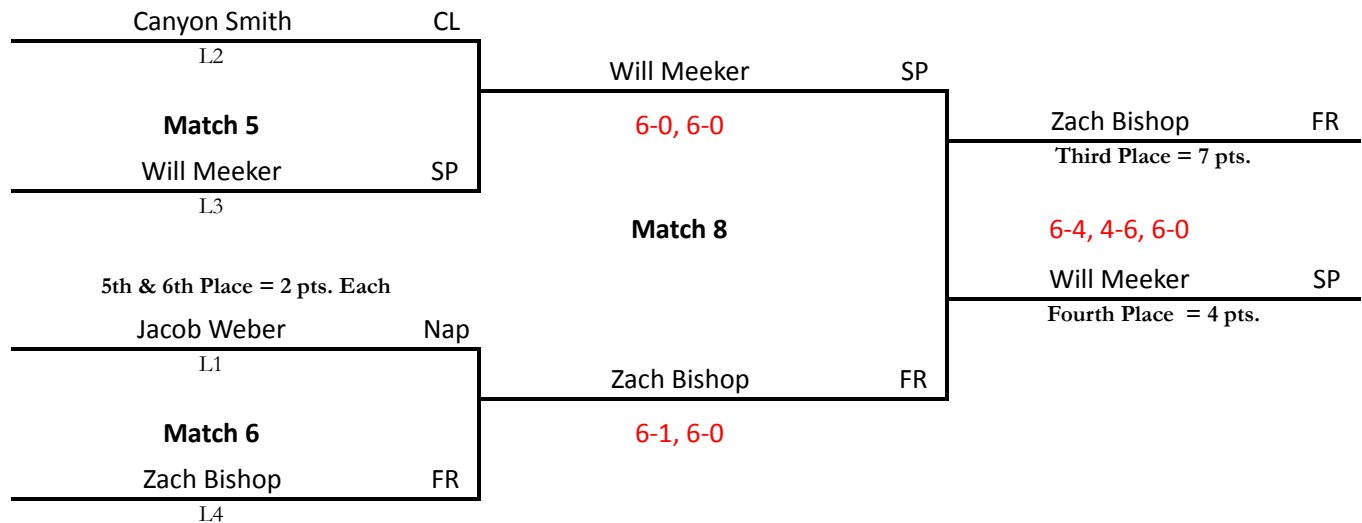 Canyon Smith CL
L2
Will Meeker SP
Match 5
6-0, 6-0
Zach Bishop FR
Third Place = 7 pts.
Will Meeker SP
L3
Match 8
6-4, 4-6, 6-0
5th & 6th Place = 2 pts. Each
Will Meeker SP
Fourth Place = 4 pts.
Jacob Weber Nap
L1
Zach Bishop FR
Match 6
6-1, 6-0
Zach Bishop FR
L4